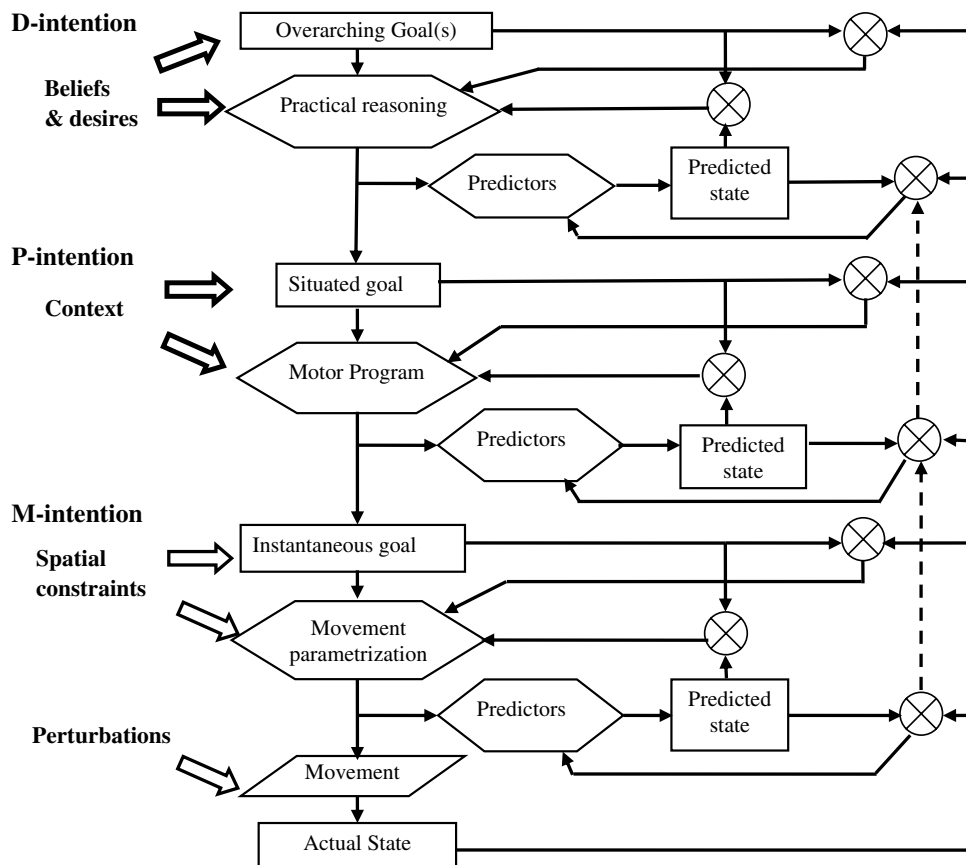 D-intention
Overarching Goal(s)
Beliefs
& desires
Practical reasoning
Predictors
Predicted
state
P-intention
Situated goal
Context
Motor Program
Predictors
Predicted
state
M-intention
Instantaneous goal
Spatial
constraints
Movement
parametrization
Predictors
Predicted
state
Perturbations
Movement
Actual State